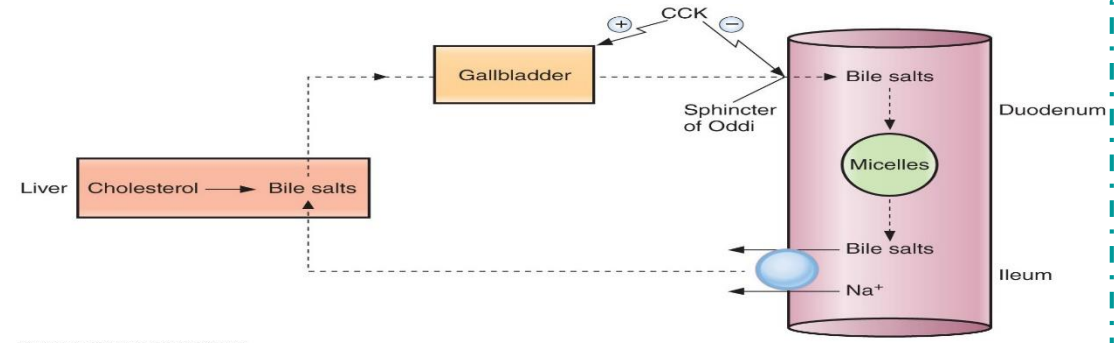 CCK
+
−
Gallbladder
Bile salts
Sphincter
of Oddi
Duodenum
Micelles
Liver
Cholesterol
Bile salts
Bile salts
Ileum
Na⁺